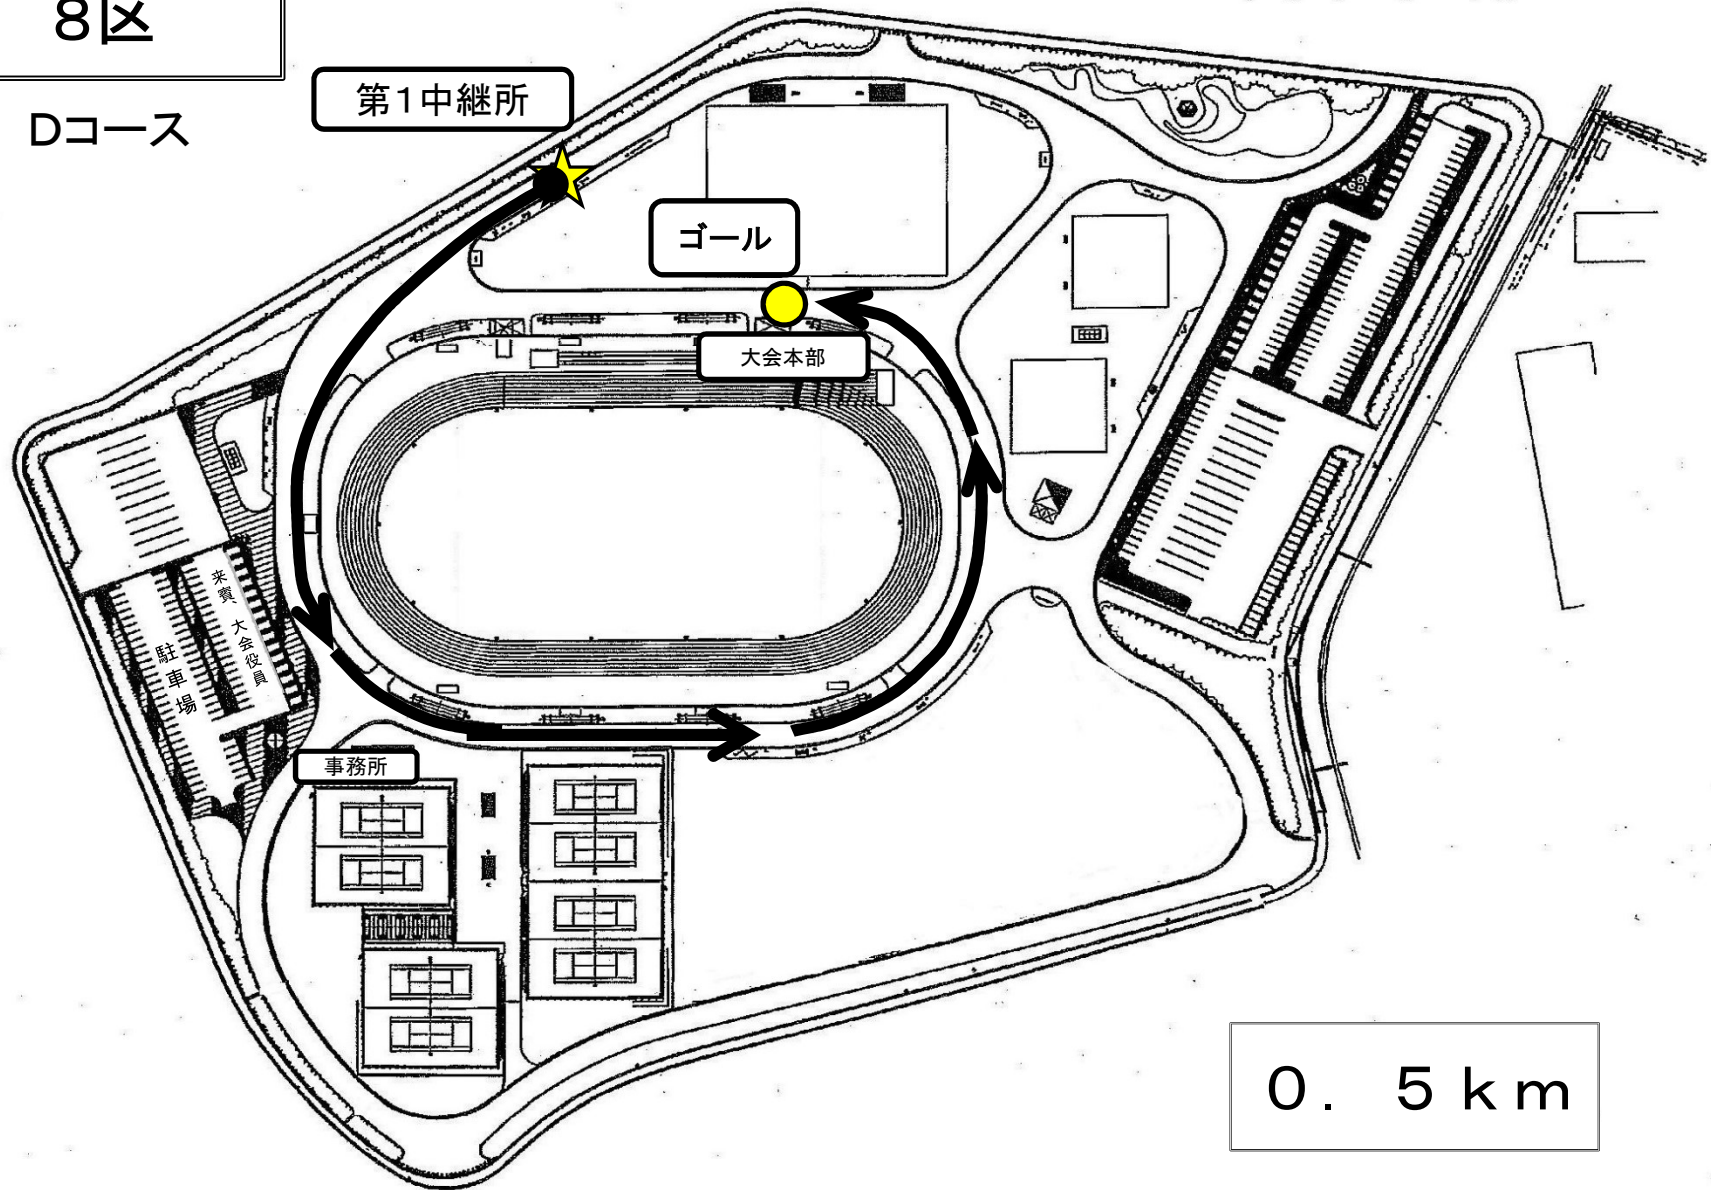 8区
Dコース
第1中継所
ゴール
大会本部
来賓、大会役員
駐車場
事務所
0. 5km